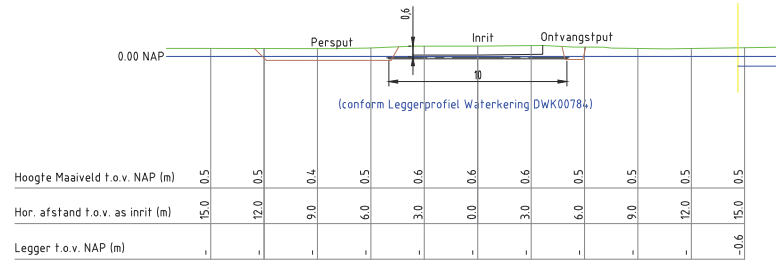 0,6
Persput Inrit Ontvangstput
0.00 NAP
10
(conform Leggerprofiel Waterkering DWK00784)
Hoogte Maaiveld t.o.v. NAP (m) 0.5 0.5 0.4 0.5 0.6 0.6 0.6 0.5 0.5 0.5 0.5
Hor. afstand t.o.v. as inrit (m) 15.0 12.0 9.0 6.0 3.0 0.0 3.0 6.0 9.0 12.0 15.0
Legger t.o.v. NAP (m) - - - - - - - - - - -0.6